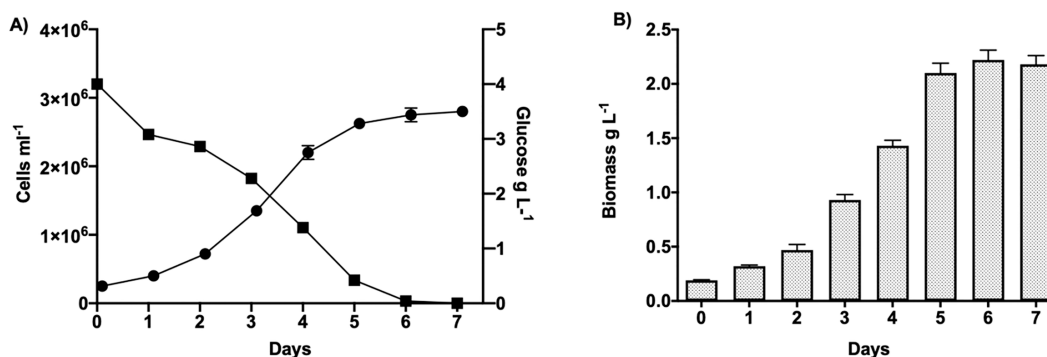 A)
Cells ml⁻¹
4×10⁶
3×10⁶
2×10⁶
1×10⁶
0
5
4
3
2
1
0
Glucose g L⁻¹
0 1 2 3 4 5 6 7
Days
B)
Biomass g L⁻¹
2.5
2.0
1.5
1.0
0.5
0.0
0 1 2 3 4 5 6 7
Days